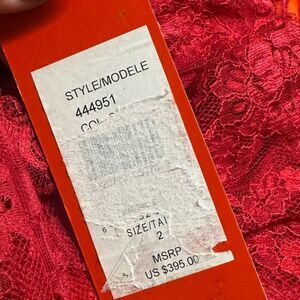 STYLE/MODELE
444951
SIZE/TAI
2
MSRP
US $395.00